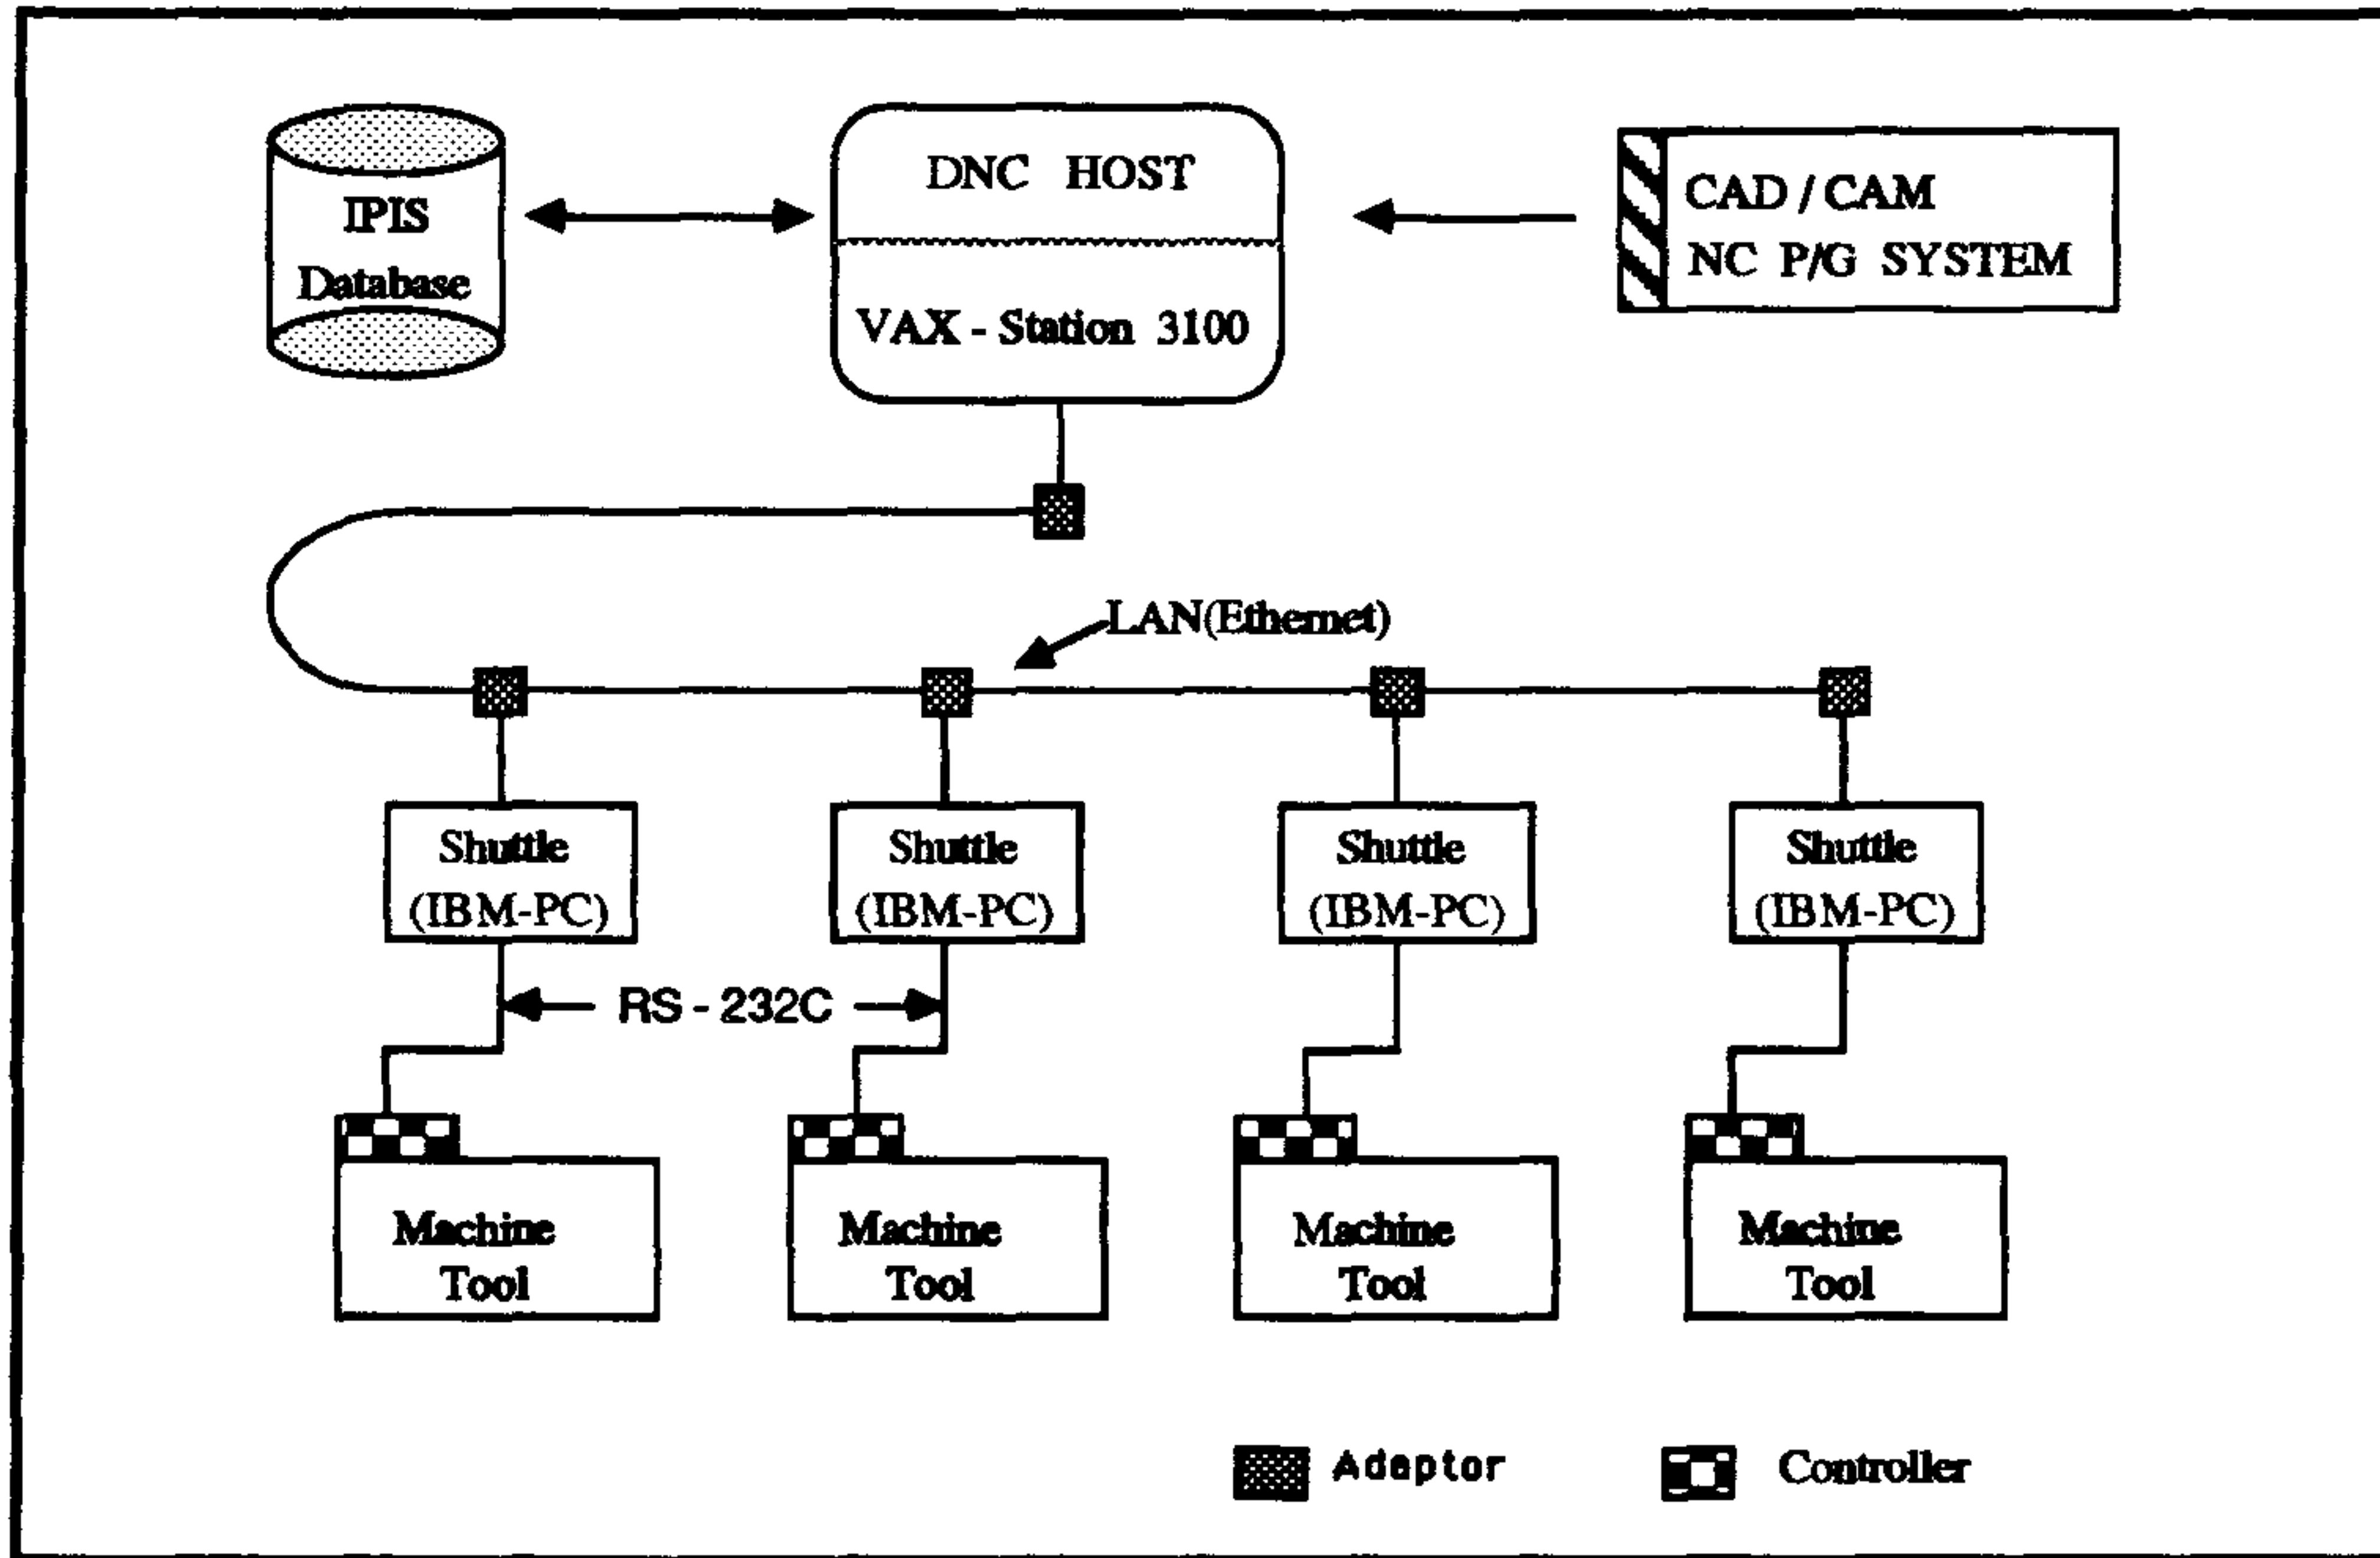 IPIS
Database
DNC HOST
VAX - Station 3100
CAD / CAM
NC P/G SYSTEM
LAN(Ethernet)
Shuttle
(IBM-PC)
Shuttle
(IBM-PC)
Shuttle
(IBM-PC)
Shuttle
(IBM-PC)
RS - 232C
Machine
Tool
Machine
Tool
Machine
Tool
Machine
Tool
Adaptor
Controller